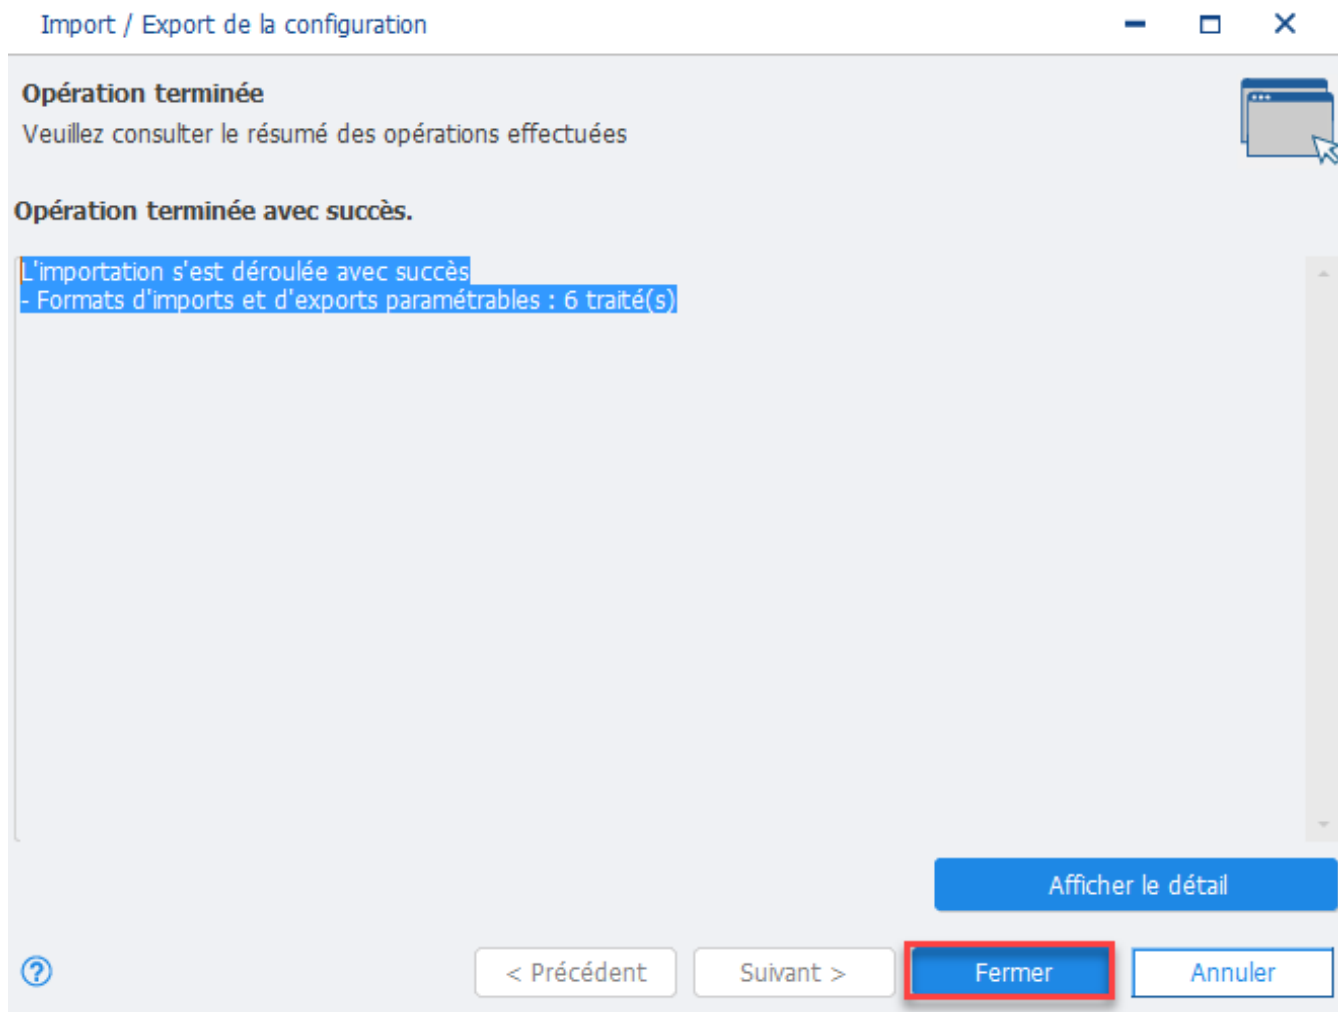 Import / Export de la configuration
Opération terminée
Veuillez consulter le résumé des opérations effectuées
Opération terminée avec succès.
L'importation s'est déroulée avec succès
- Formats d'imports et d'exports paramétrables : 6 traité(s)
Afficher le détail
?
< Précédent
Suivant >
Fermer
Annuler